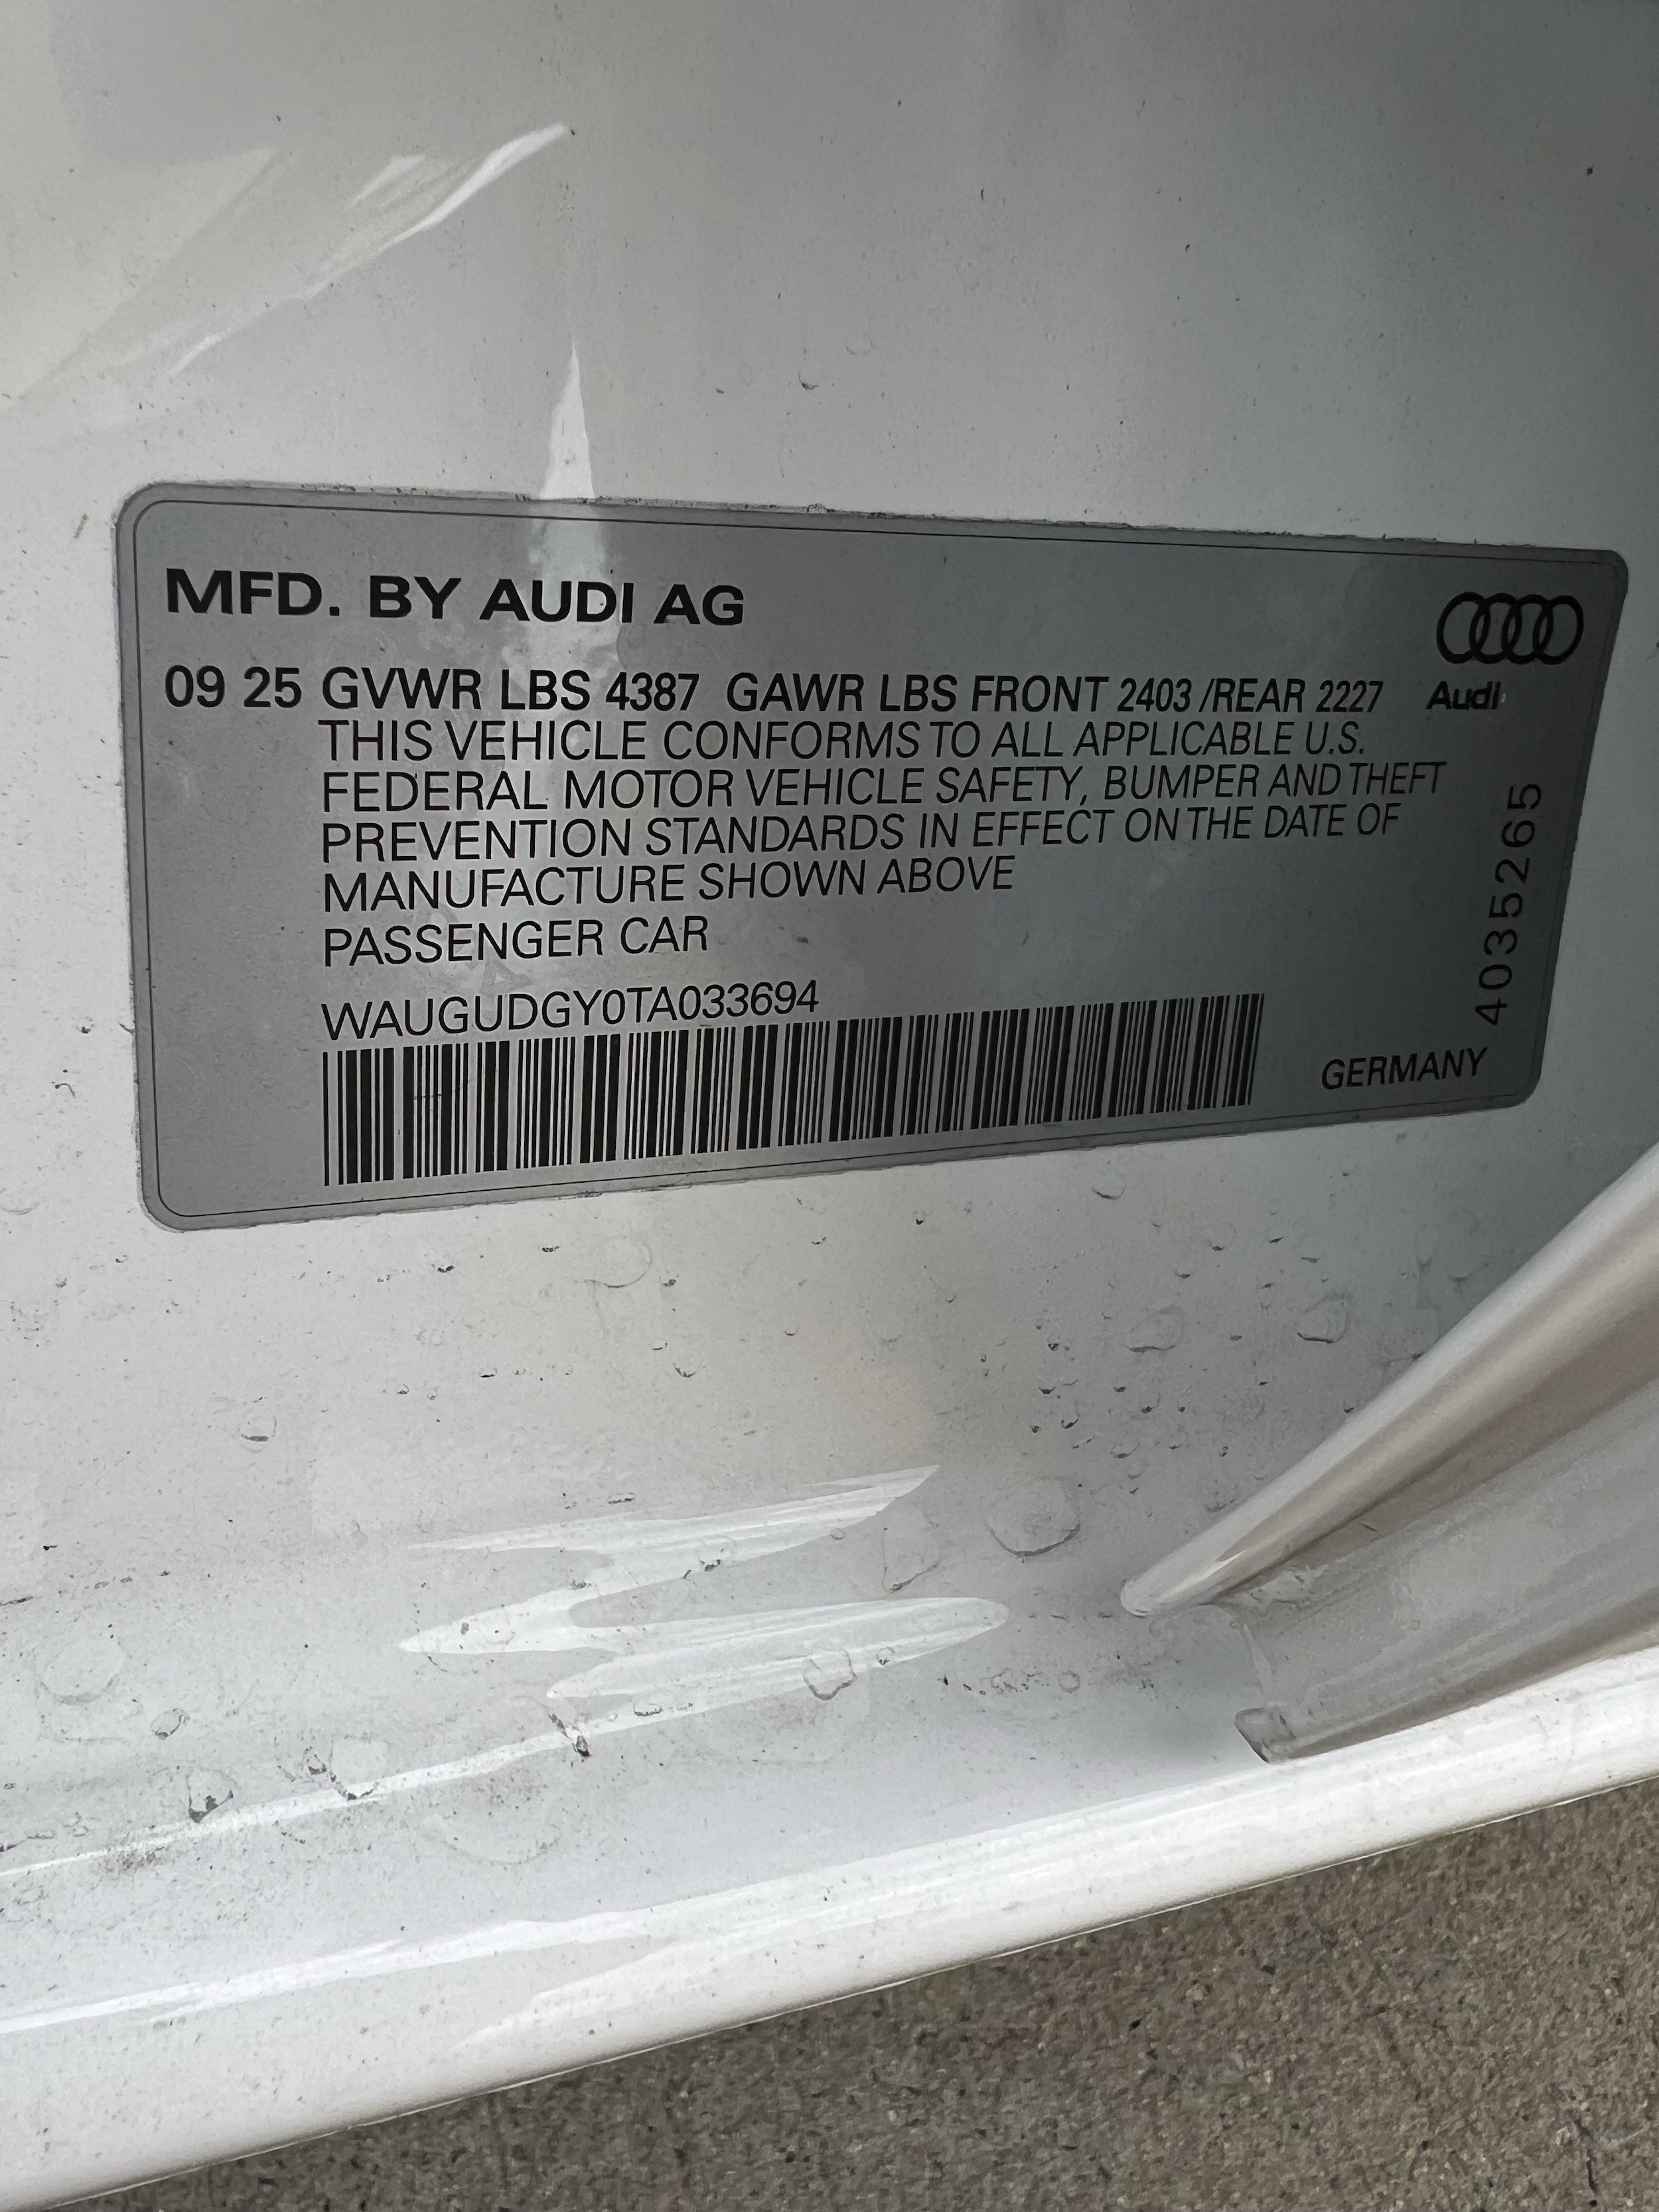 MFD. BY AUDI AG
09 25 GVWR LBS 4387 GAWR LBS FRONT 2403 /REAR 2227
Audi
THIS VEHICLE CONFORMS TO ALL APPLICABLE U.S.
FEDERAL MOTOR VEHICLE SAFETY, BUMPER AND THEFT
PREVENTION STANDARDS IN EFFECT ON THE DATE OF
MANUFACTURE SHOWN ABOVE
PASSENGER CAR
WAUGUDGY0TA033694
GERMANY
4035265